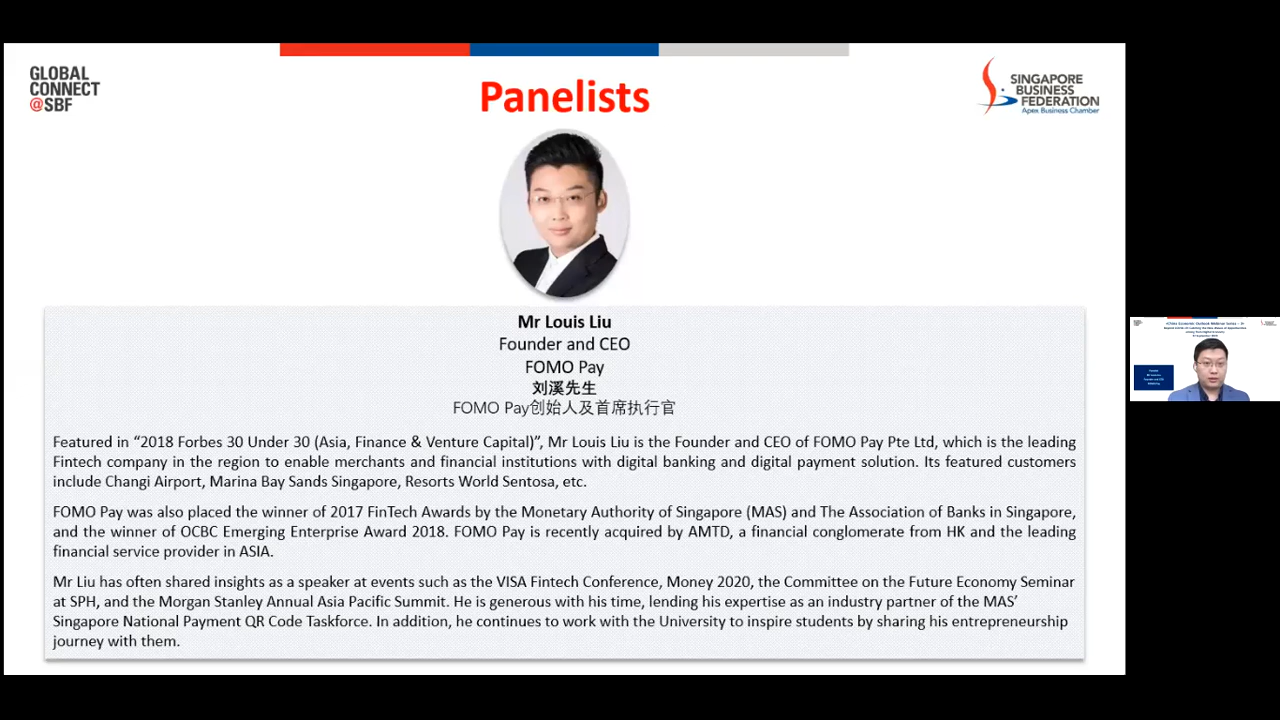 GLOBAL
CONNECT
@SBF
Panelists
SINGAPORE
BUSINESS
FEDERATION
Apex Business Chamber
Mr Louis Liu
Founder and CEO
FOMO Pay
刘溪先生
FOMO Pay创始人及首席执行官
Featured in “2018 Forbes 30 Under 30 (Asia, Finance & Venture Capital)”, Mr Louis Liu is the Founder and CEO of FOMO Pay Pte Ltd, which is the leading
Fintech company in the region to enable merchants and financial institutions with digital banking and digital payment solution. Its featured customers
include Changi Airport, Marina Bay Sands Singapore, Resorts World Sentosa, etc.
FOMO Pay was also placed the winner of 2017 FinTech Awards by the Monetary Authority of Singapore (MAS) and The Association of Banks in Singapore,
and the winner of OCBC Emerging Enterprise Award 2018. FOMO Pay is recently acquired by AMTD, a financial conglomerate from HK and the leading
financial service provider in ASIA.
Mr Liu has often shared insights as a speaker at events such as the VISA Fintech Conference, Money 2020, the Committee on the Future Economy Seminar
at SPH, and the Morgan Stanley Annual Asia Pacific Summit. He is generous with his time, lending his expertise as an industry partner of the MAS’
Singapore National Payment QR Code Taskforce. In addition, he continues to work with the University to inspire students by sharing his entrepreneurship
journey with them.